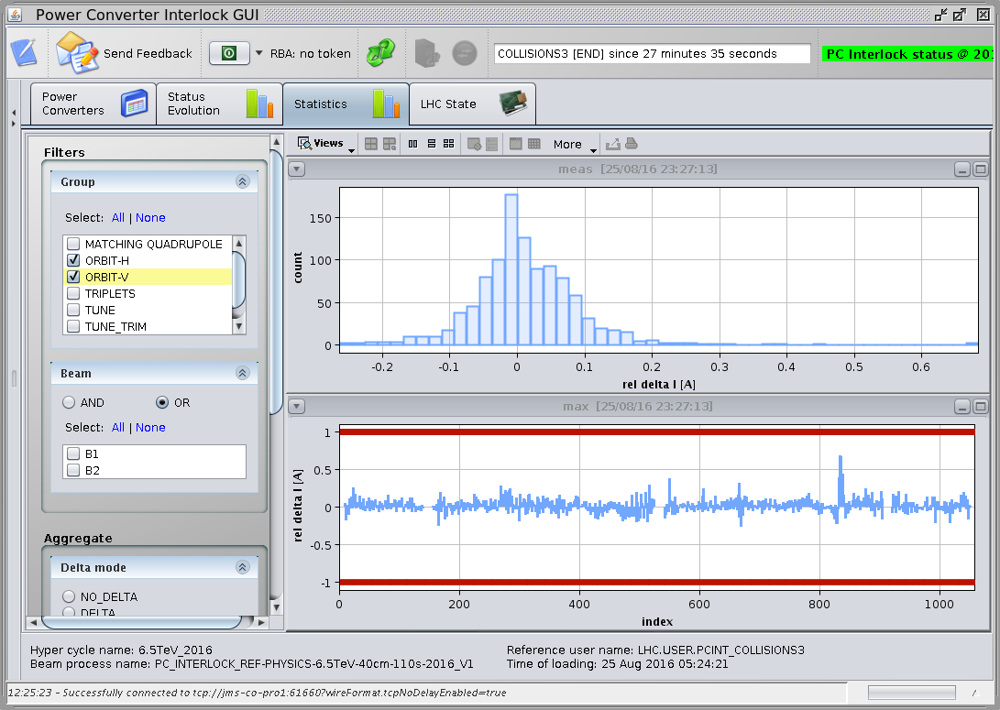 Power Converter Interlock GUI
Send Feedback
RBA: no token
COLLISIONS3 [END] since 27 minutes 35 seconds
PC Interlock status @ 201
Power Converters
Status Evolution
Statistics
LHC State
Filters
Group
Select: All | None
MATCHING QUADRUPOLE
ORBIT-H
ORBIT-V
TRIPLETS
TUNE
TUNE_TRIM
Beam
AND OR
Select: All | None
B1
B2
Aggregate
Delta mode
NO_DELTA
DELTA
Views
More
meas [25/08/16 23:27:13]
count
150
100
50
0
-0.2 -0.1 0 0.1 0.2 0.3 0.4 0.5 0.6
rel delta I [A]
max [25/08/16 23:27:13]
rel delta I [A]
1
0.5
0
-0.5
-1
0 200 400 600 800 1000
index
Hyper cycle name: 6.5TeV_2016
Beam process name: PC_INTERLOCK_REF-PHYSICS-6.5TeV-40cm-110s-2016_V1
Reference user name: LHC.USER.PCINT_COLLISIONS3
Time of loading: 25 Aug 2016 05:24:21
12:25:23 - Successfully connected to tcp://jms-co-pro1:61660?wireFormat.tcpNoDelayEnabled=true